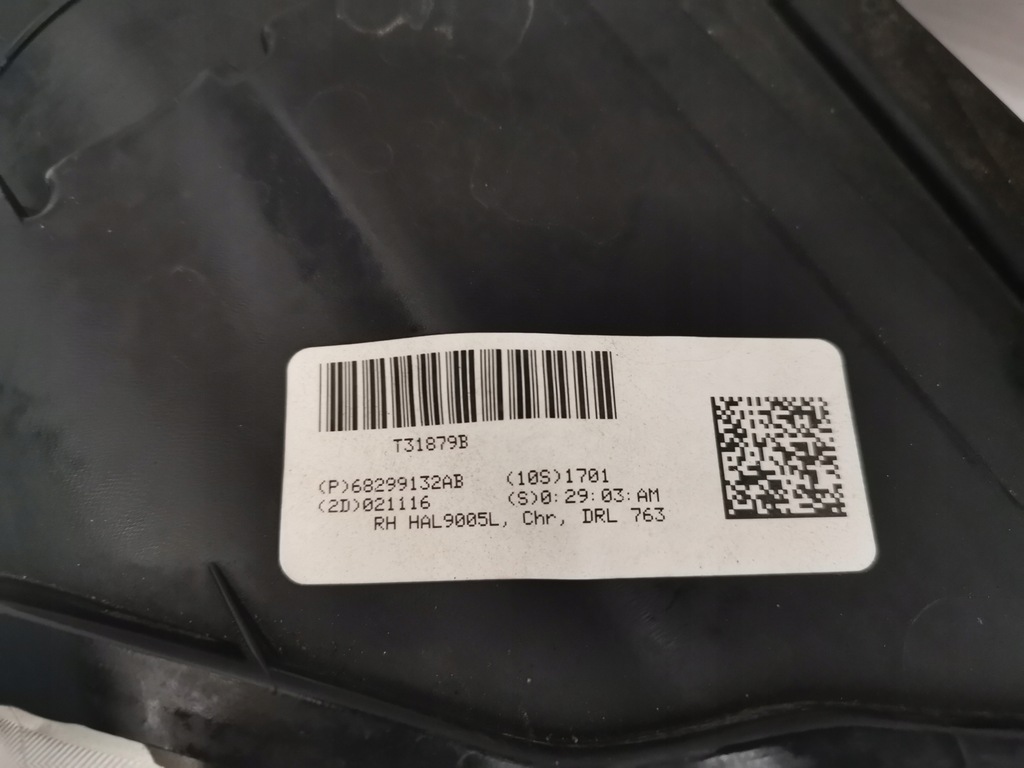 T31879B
(P)68299132AB (10S)1701
(2D)021116 (S)0:29:03:AM
RH HAL9005L, Chr, DRL 763